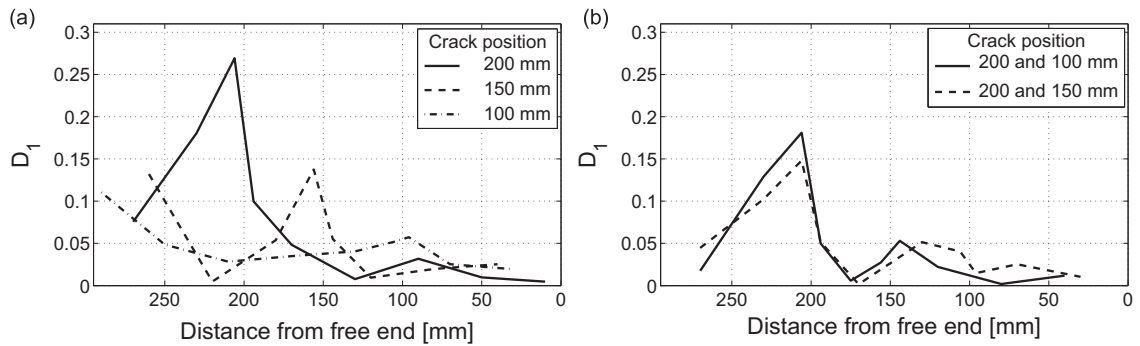 (a)
0.3
0.25
0.2
0.15
0.1
0.05
0
D1
250 200 150 100 50 0
Distance from free end [mm]
Crack position
200 mm
150 mm
100 mm
(b)
0.3
0.25
0.2
0.15
0.1
0.05
0
D1
250 200 150 100 50 0
Distance from free end [mm]
Crack position
200 and 100 mm
200 and 150 mm